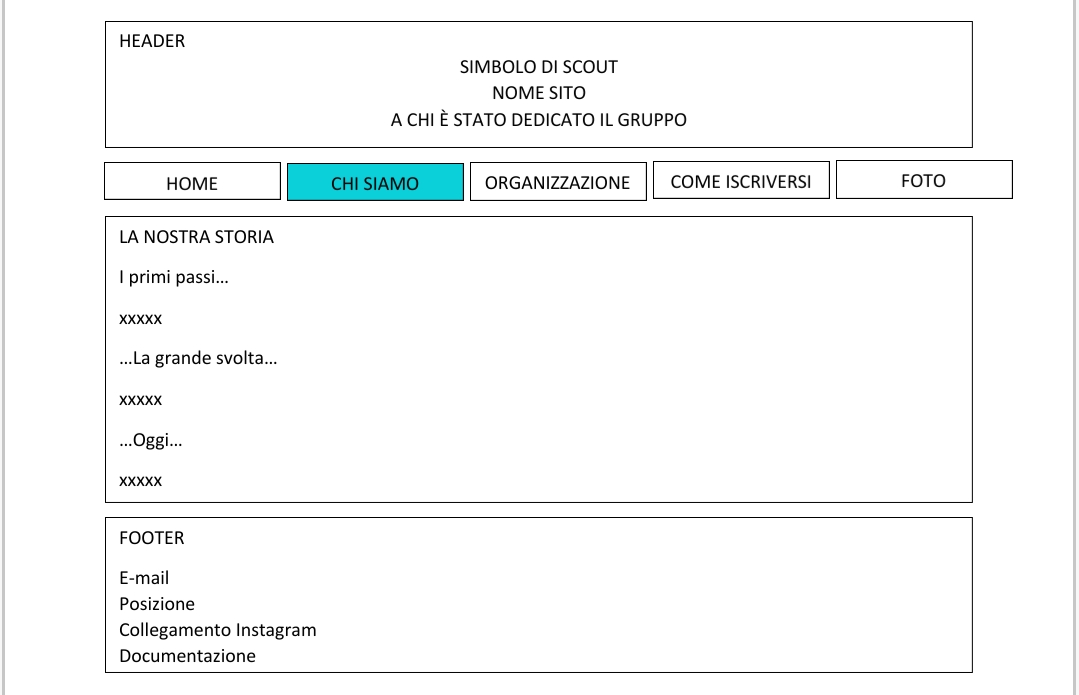 HEADER
SIMBOLO DI SCOUT
NOME SITO
A CHI È STATO DEDICATO IL GRUPPO
HOME
CHI SIAMO
ORGANIZZAZIONE
COME ISCRIVERSI
FOTO
LA NOSTRA STORIA
I primi passi…
xxxxx
…La grande svolta…
xxxxx
…Oggi…
xxxxx
FOOTER
E-mail
Posizione
Collegamento Instagram
Documentazione